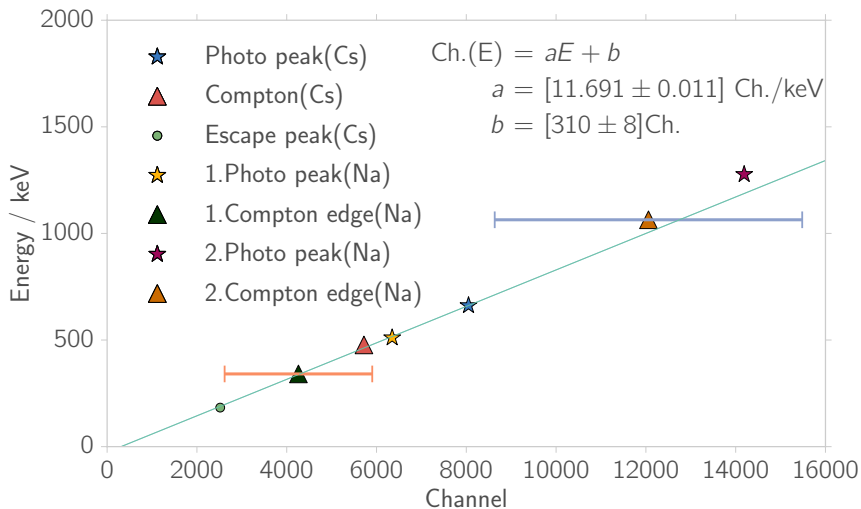 2000
1500
1000
500
0
Energy / keV
Photo peak(Cs)
Compton(Cs)
Escape peak(Cs)
1.Photo peak(Na)
1.Compton edge(Na)
2.Photo peak(Na)
2.Compton edge(Na)
Ch.(E) = aE + b
a = [11.691 ± 0.011] Ch./keV
b = [310 ± 8]Ch.
0 2000 4000 6000 8000 10000 12000 14000 16000
Channel